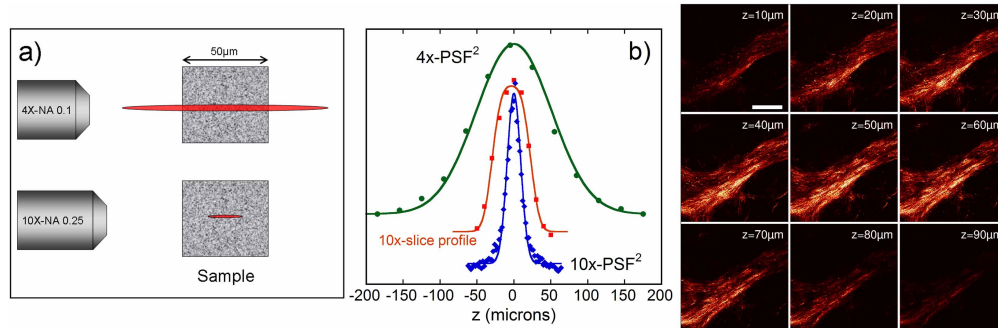 a)
50µm
4X-NA 0.1
10X-NA 0.25
Sample
b)
4x-PSF²
10x-slice profile
10x-PSF²
-200 -150 -100 -50 0 50 100 150 200
z (microns)
z=10µm
z=20µm
z=30µm
z=40µm
z=50µm
z=60µm
z=70µm
z=80µm
z=90µm